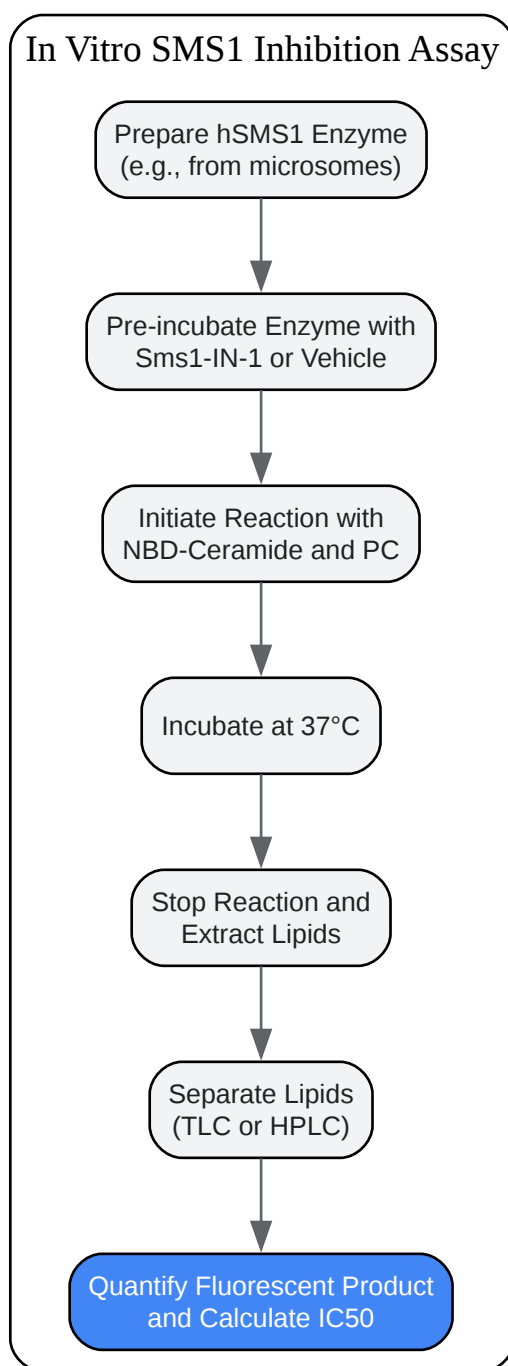 In Vitro SMS1 Inhibition Assay
Prepare hSMS1 Enzyme
(e.g., from microsomes)
Pre-incubate Enzyme with
Sms1-IN-1 or Vehicle
Initiate Reaction with
NBD-Ceramide and PC
Incubate at 37°C
Stop Reaction and
Extract Lipids
Separate Lipids
(TLC or HPLC)
Quantify Fluorescent Product
and Calculate IC50